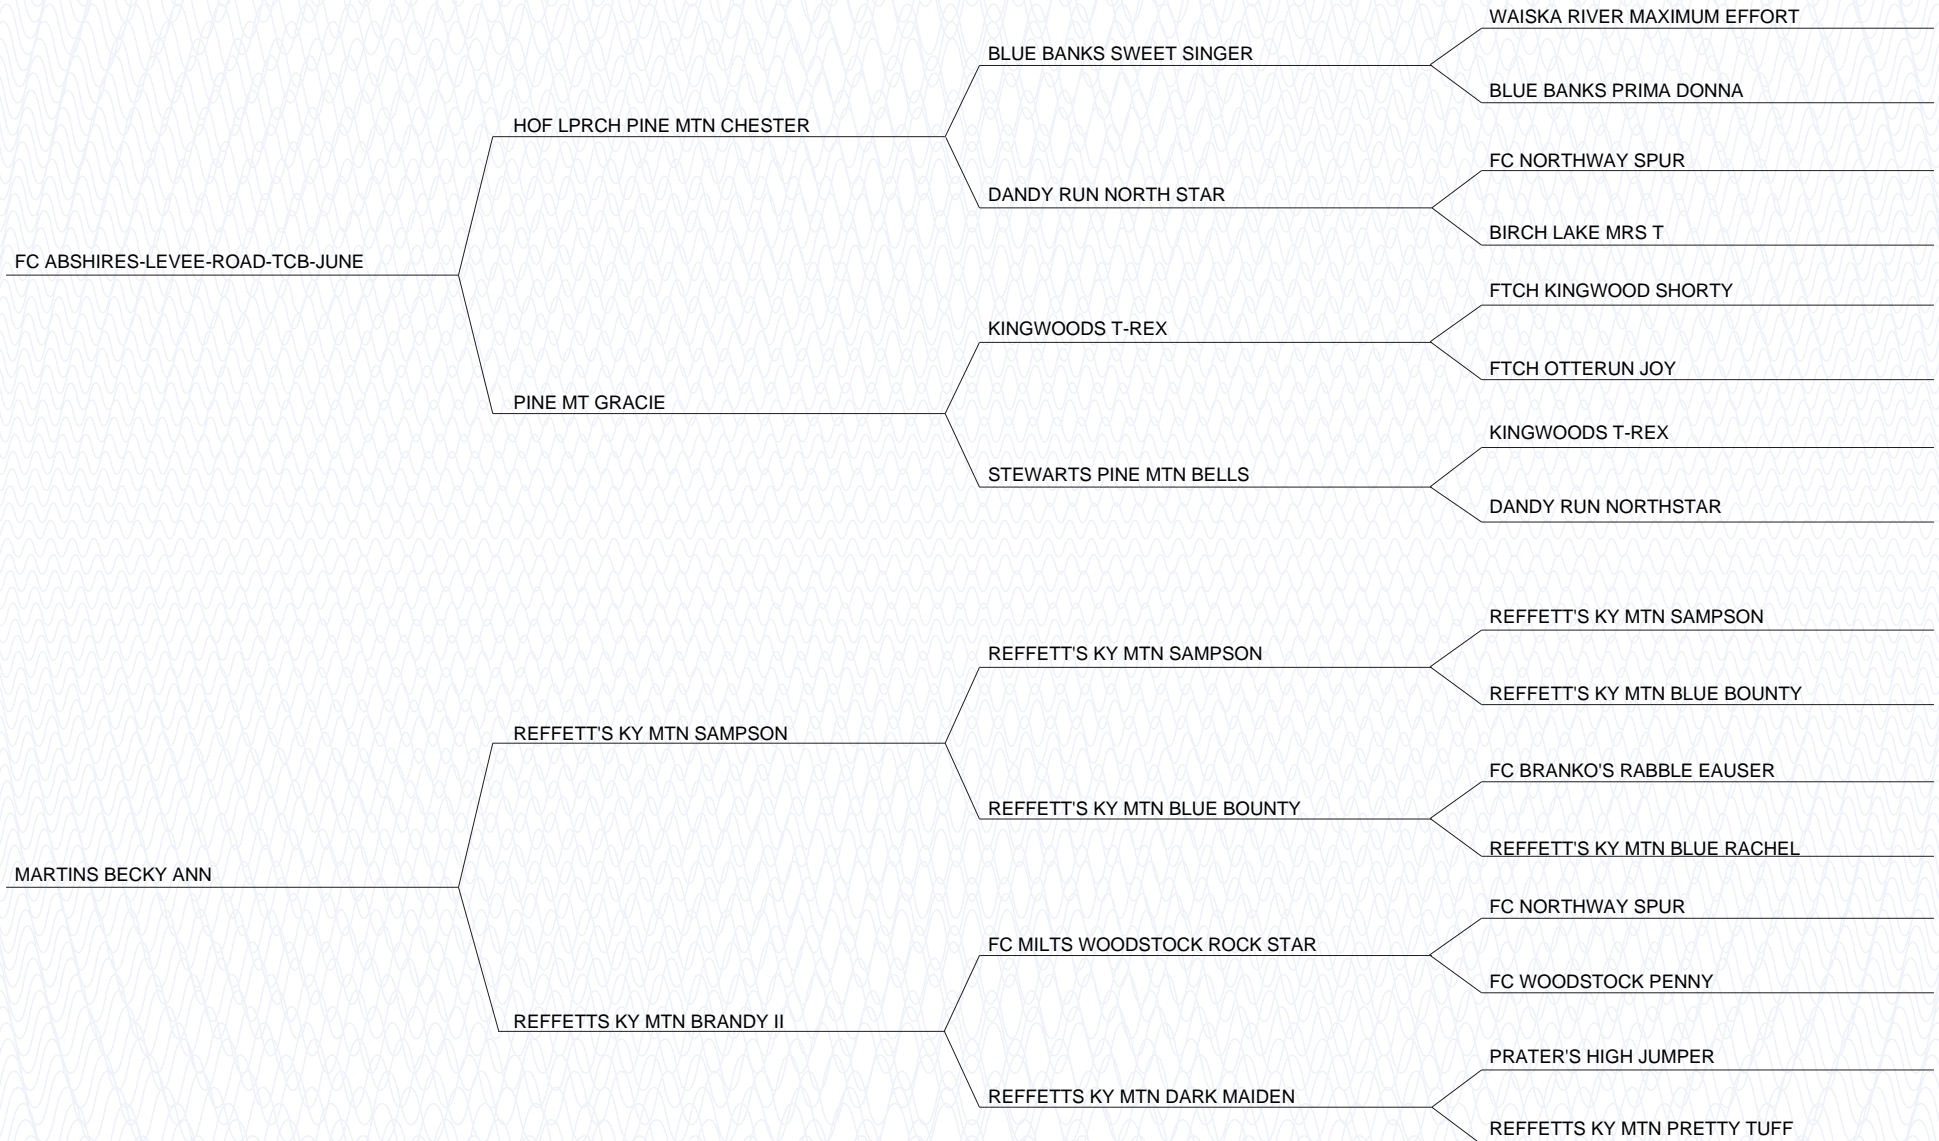 WAISKA RIVER MAXIMUM EFFORT
BLUE BANKS SWEET SINGER
BLUE BANKS PRIMA DONNA
HOF LPRCH PINE MTN CHESTER
FC NORTHWAY SPUR
DANDY RUN NORTH STAR
BIRCH LAKE MRS T
FC ABSHIRES-LEVEE-ROAD-TCB-JUNE
FTCH KINGWOOD SHORTY
KINGWOODS T-REX
FTCH OTTERUN JOY
PINE MT GRACIE
KINGWOODS T-REX
STEWARTS PINE MTN BELLS
DANDY RUN NORTHSTAR
REFFETT'S KY MTN SAMPSON
REFFETT'S KY MTN SAMPSON
REFFETT'S KY MTN BLUE BOUNTY
REFFETT'S KY MTN SAMPSON
FC BRANKO'S RABBLE EAUSER
REFFETT'S KY MTN BLUE BOUNTY
REFFETT'S KY MTN BLUE RACHEL
MARTINS BECKY ANN
FC NORTHWAY SPUR
FC MILTS WOODSTOCK ROCK STAR
FC WOODSTOCK PENNY
REFFETTS KY MTN BRANDY II
PRATER'S HIGH JUMPER
REFFETTS KY MTN DARK MAIDEN
REFFETTS KY MTN PRETTY TUFF